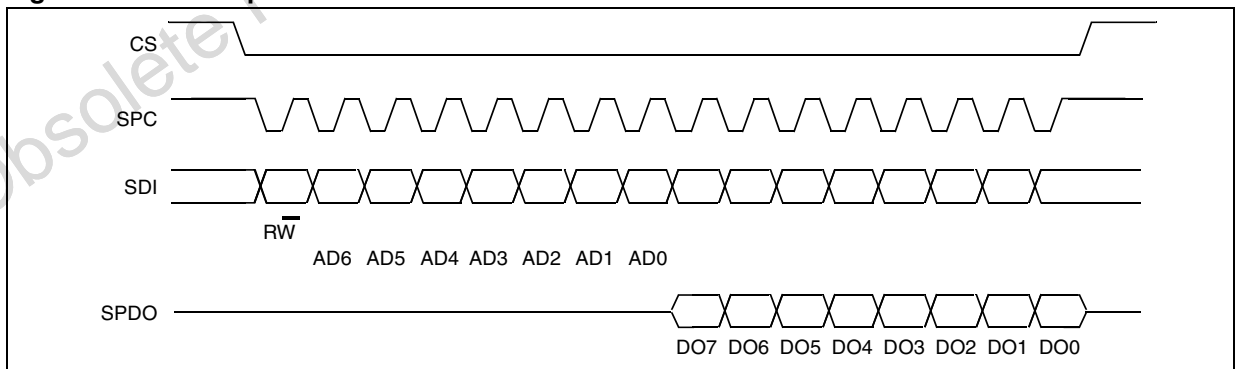 CS
SPC
SDI
RW
AD6 AD5 AD4 AD3 AD2 AD1 AD0
SPDO
DO7 DO6 DO5 DO4 DO3 DO2 DO1 DO0